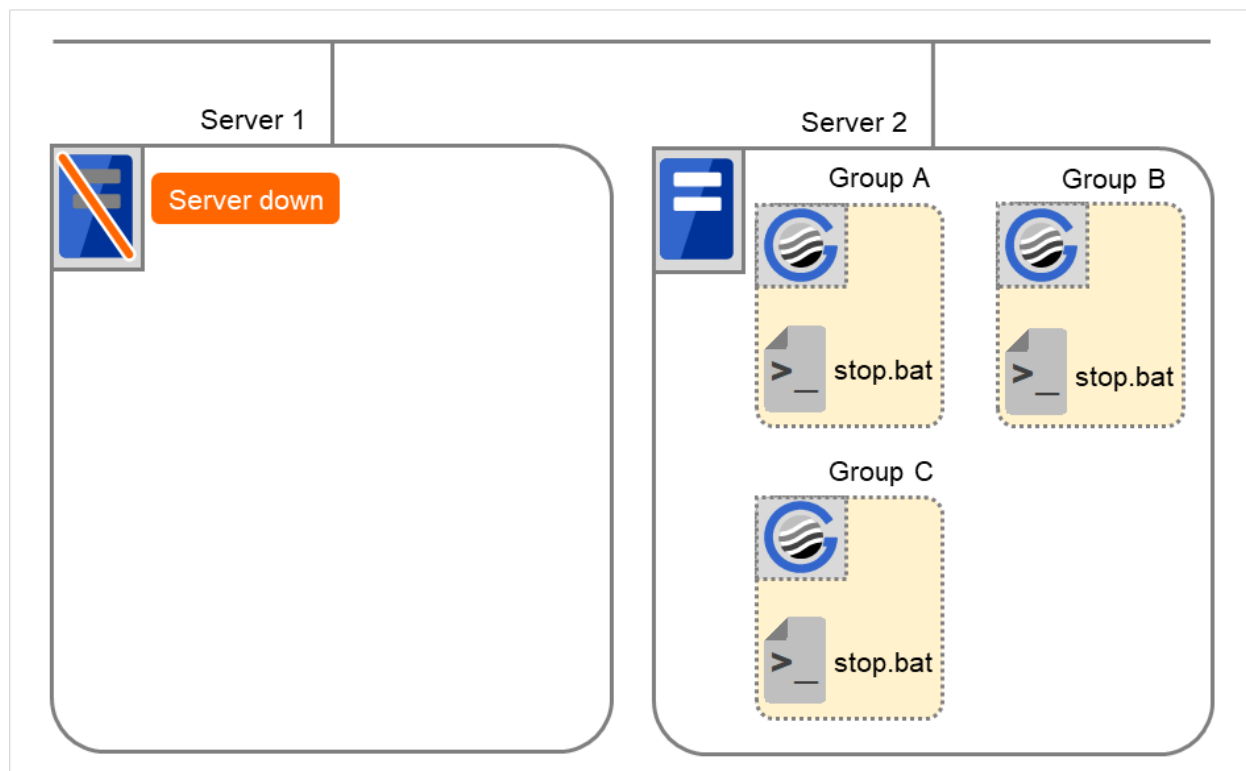 Server 1
Server down
Server 2
Group A
Group B
>_ stop.bat
>_ stop.bat
Group C
>_ stop.bat